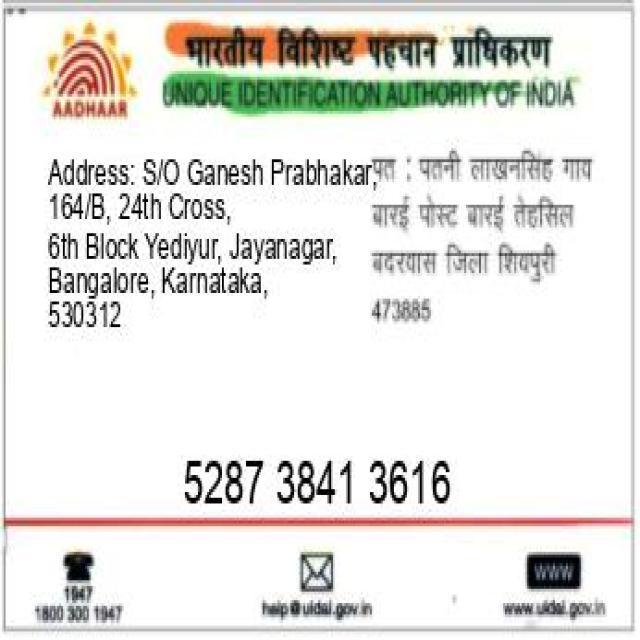 भारतीय विशिष्ट पहचान प्राधिकरण
AADHAAR
UNIQUE IDENTIFICATION AUTHORITY OF INDIA
Address: S/O Ganesh Prabhakar,
164/B, 24th Cross,
6th Block Yediyur, Jayanagar,
Bangalore, Karnataka,
530312
पत : पतनी लाखनसिंह गाव
बारई पोस्ट बारई तेहसिल
बदरवास जिला शिवपुरी
473885
5287 3841 3616
1947
1800 300 1947
help@uidai.gov.in
www
www.uidai.gov.in